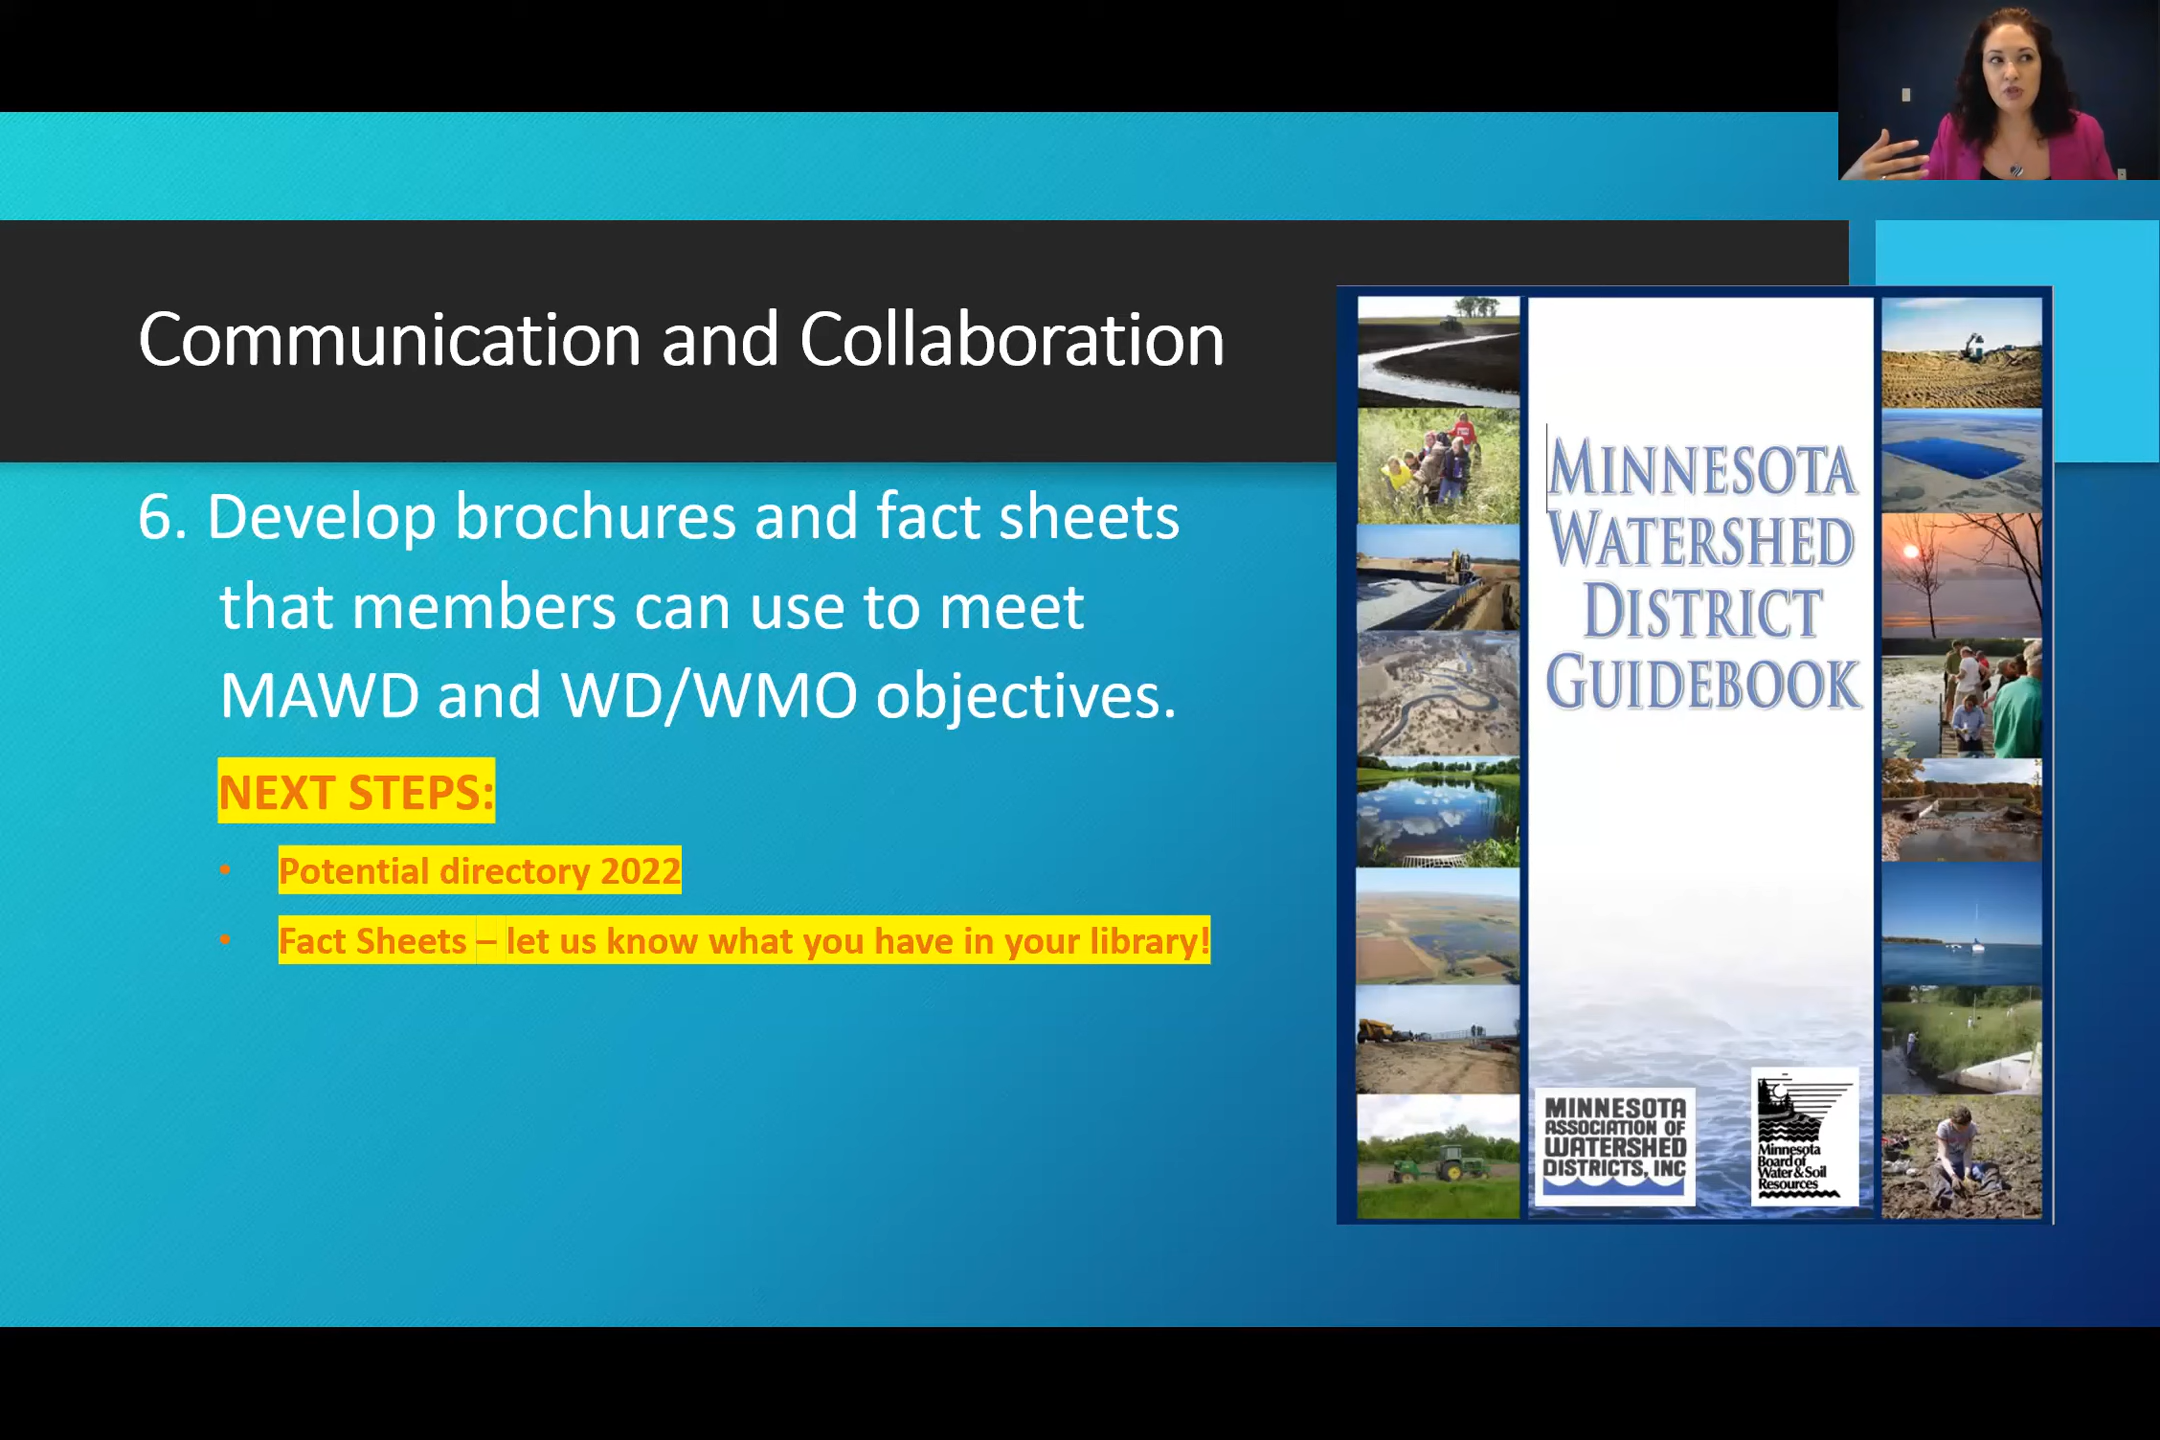 Communication and Collaboration
6. Develop brochures and fact sheets
that members can use to meet
MAWD and WD/WMO objectives.
NEXT STEPS:
• Potential directory 2022
• Fact Sheets – let us know what you have in your library!
MINNESOTA
WATERSHED
DISTRICT
GUIDEBOOK
MINNESOTA
ASSOCIATION OF
WATERSHED
DISTRICTS, INC
Minnesota
Board of
Water & Soil
Resources